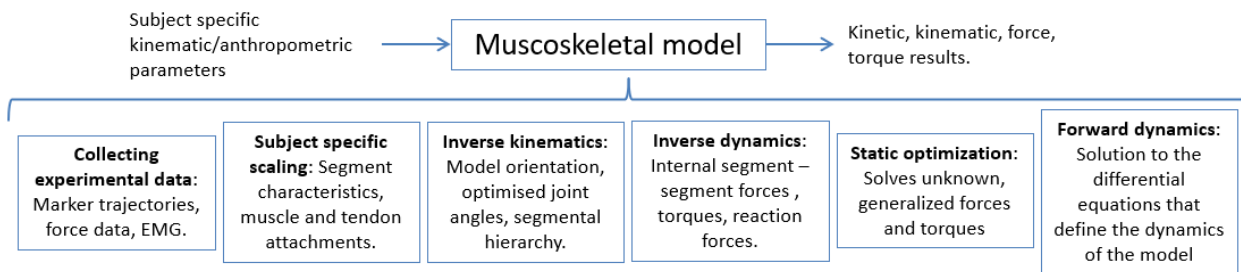 Subject specific
kinematic/anthropometric
parameters
Muscoskeletal model
Kinetic, kinematic, force,
torque results.
Collecting
experimental data:
Marker trajectories,
force data, EMG.
Subject specific
scaling: Segment
characteristics,
muscle and tendon
attachments.
Inverse kinematics:
Model orientation,
optimised joint
angles, segmental
hierarchy.
Inverse dynamics:
Internal segment –
segment forces ,
torques, reaction
forces.
Static optimization:
Solves unknown,
generalized forces
and torques
Forward dynamics:
Solution to the
differential
equations that
define the dynamics
of the model